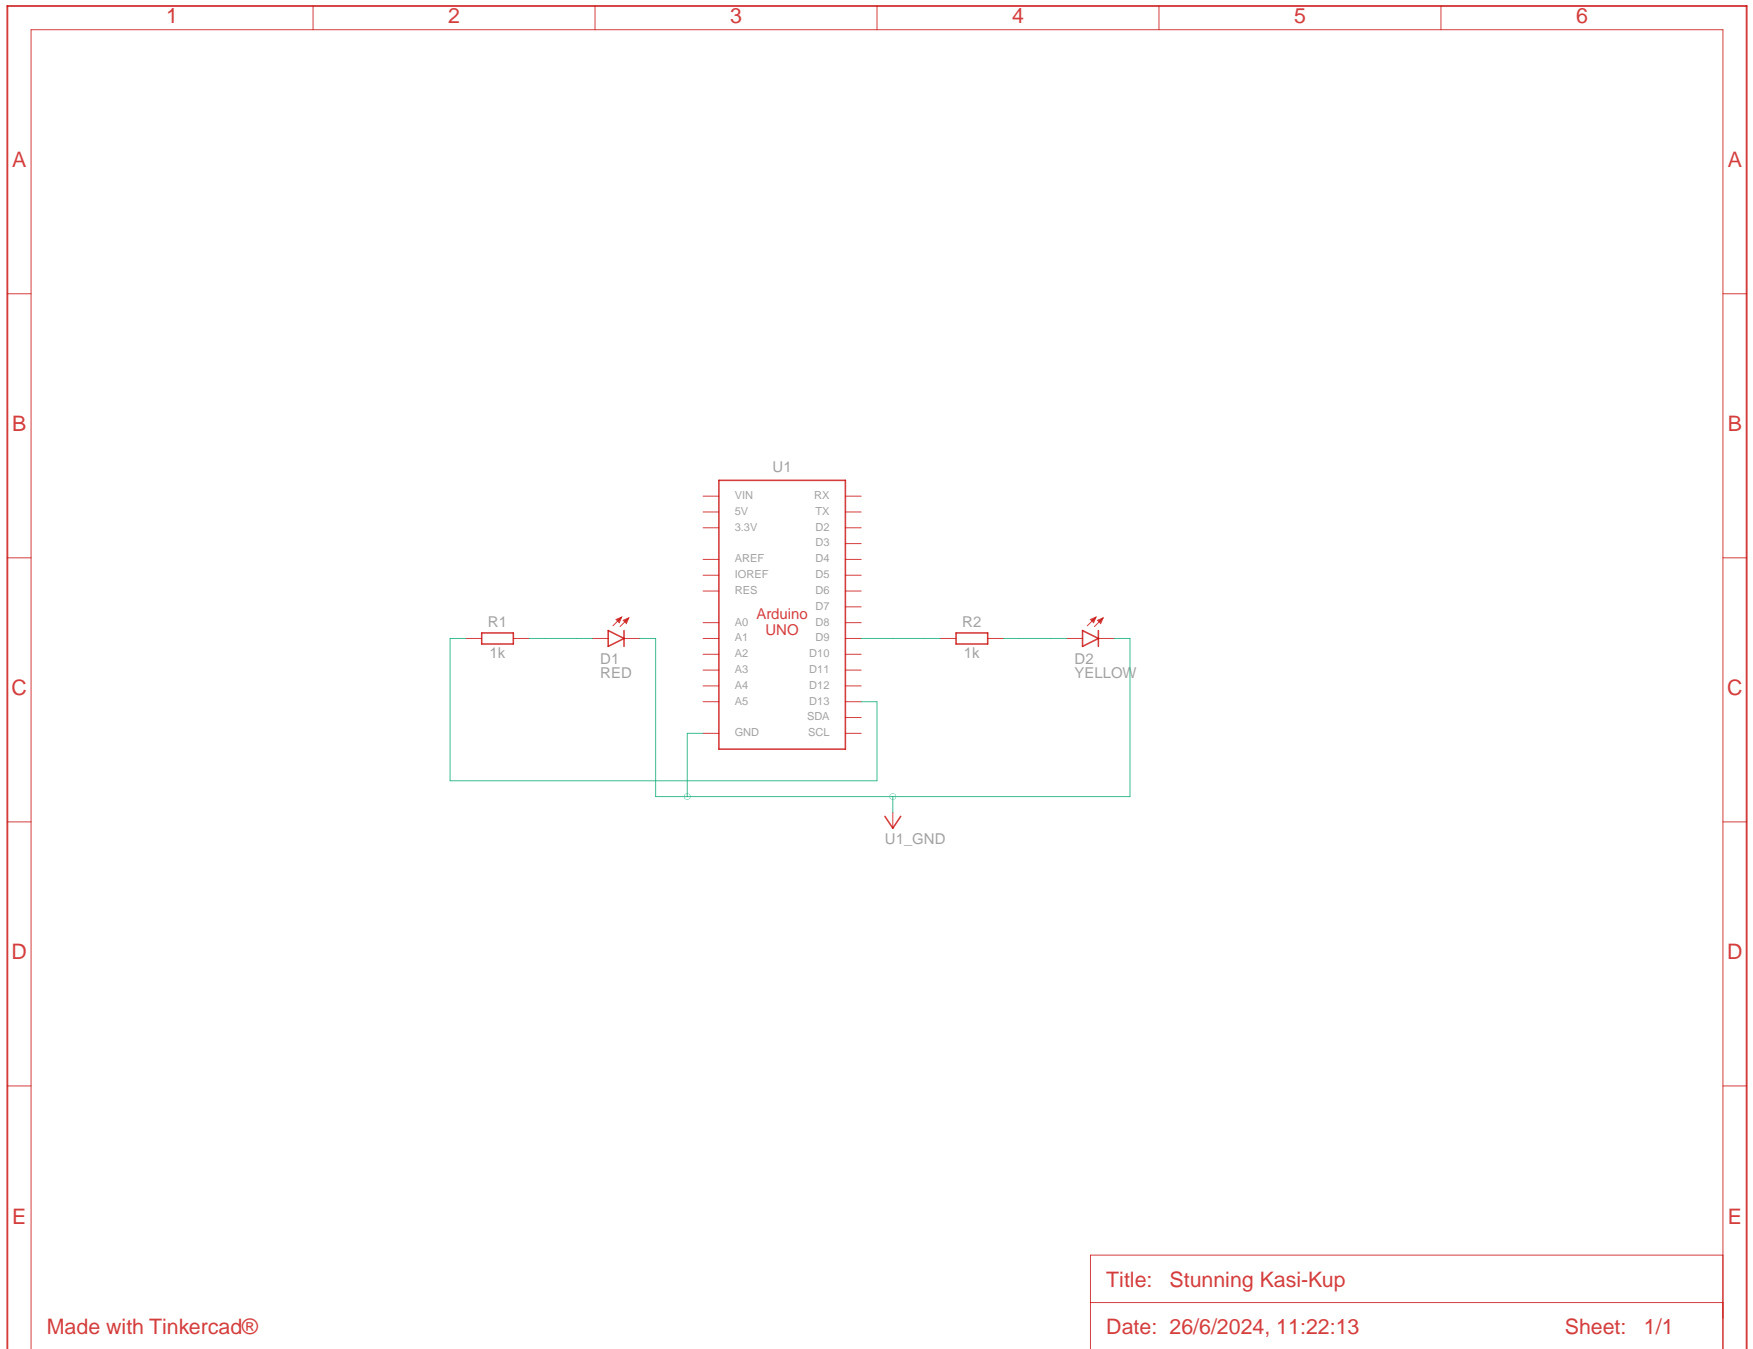 1 2 3 4 5 6
A A
B B
U1
VIN RX
5V TX
3.3V D2
D3
AREF D4
IOREF D5
RES D6
D7
Arduino
UNO
A0 D8
A1 D9
A2 D10
A3 D11
A4 D12
A5 D13
SDA
GND SCL
R1
1k
D1
RED
R2
1k
D2
YELLOW
C C
U1_GND
D D
E E
Title: Stunning Kasi-Kup
Made with Tinkercad®
Date: 26/6/2024, 11:22:13 Sheet: 1/1